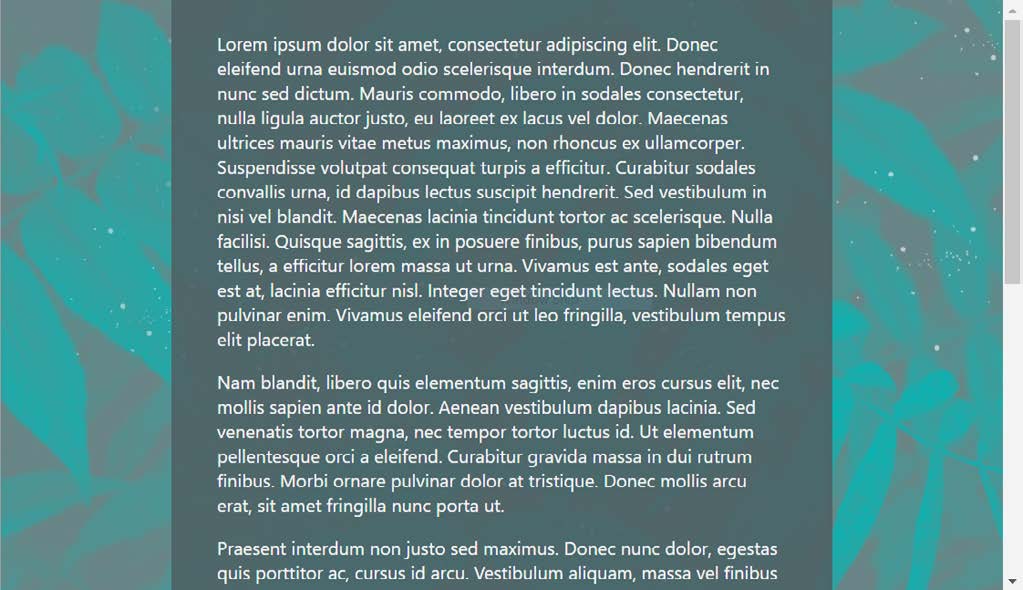 Lorem ipsum dolor sit amet, consectetur adipiscing elit. Donec
eleifend urna euismod odio scelerisque interdum. Donec hendrerit in
nunc sed dictum. Mauris commodo, libero in sodales consectetur,
nulla ligula auctor justo, eu laoreet ex lacus vel dolor. Maecenas
ultrices mauris vitae metus maximus, non rhoncus ex ullamcorper.
Suspendisse volutpat consequat turpis a efficitur. Curabitur sodales
convallis urna, id dapibus lectus suscipit hendrerit. Sed vestibulum in
nisi vel blandit. Maecenas lacinia tincidunt tortor ac scelerisque. Nulla
facilisi. Quisque sagittis, ex in posuere finibus, purus sapien bibendum
tellus, a efficitur lorem massa ut urna. Vivamus est ante, sodales eget
est at, lacinia efficitur nisl. Integer eget tincidunt lectus. Nullam non
pulvinar enim. Vivamus eleifend orci ut leo fringilla, vestibulum tempus
elit placerat.
Nam blandit, libero quis elementum sagittis, enim eros cursus elit, nec
mollis sapien ante id dolor. Aenean vestibulum dapibus lacinia. Sed
venenatis tortor magna, nec tempor tortor luctus id. Ut elementum
pellentesque orci a eleifend. Curabitur gravida massa in dui rutrum
finibus. Morbi ornare pulvinar dolor at tristique. Donec mollis arcu
erat, sit amet fringilla nunc porta ut.
Praesent interdum non justo sed maximus. Donec nunc dolor, egestas
quis porttitor ac, cursus id arcu. Vestibulum aliquam, massa vel finibus